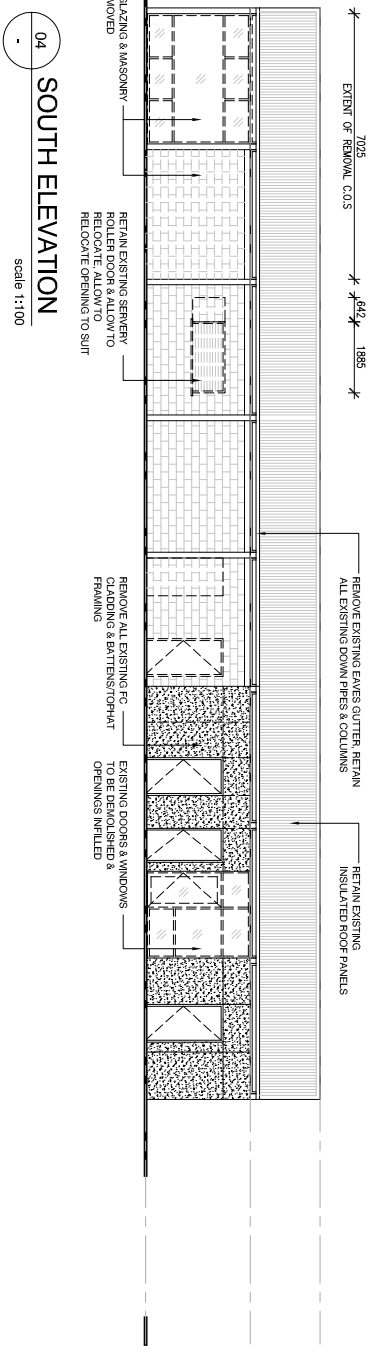 7025
EXTENT OF REMOVAL C.O.S
642
1885
REMOVE EXISTING EAVES GUTTER, RETAIN
ALL EXISTING DOWN PIPES & COLUMNS
RETAIN EXISTING
INSULATED ROOF PANELS
GLAZING & MASONRY
MOVED
RETAIN EXISTING SERVERY
ROLLER DOOR & ALLOW TO
RELOCATE, ALLOW TO
RELOCATE OPENING TO SUIT
REMOVE ALL EXISTING FC
CLADDING & BATTENS/TOPHAT
FRAMING
EXISTING DOORS & WINDOWS
TO BE DEMOLISHED &
OPENINGS INFILLED
04
-
SOUTH ELEVATION
scale 1:100